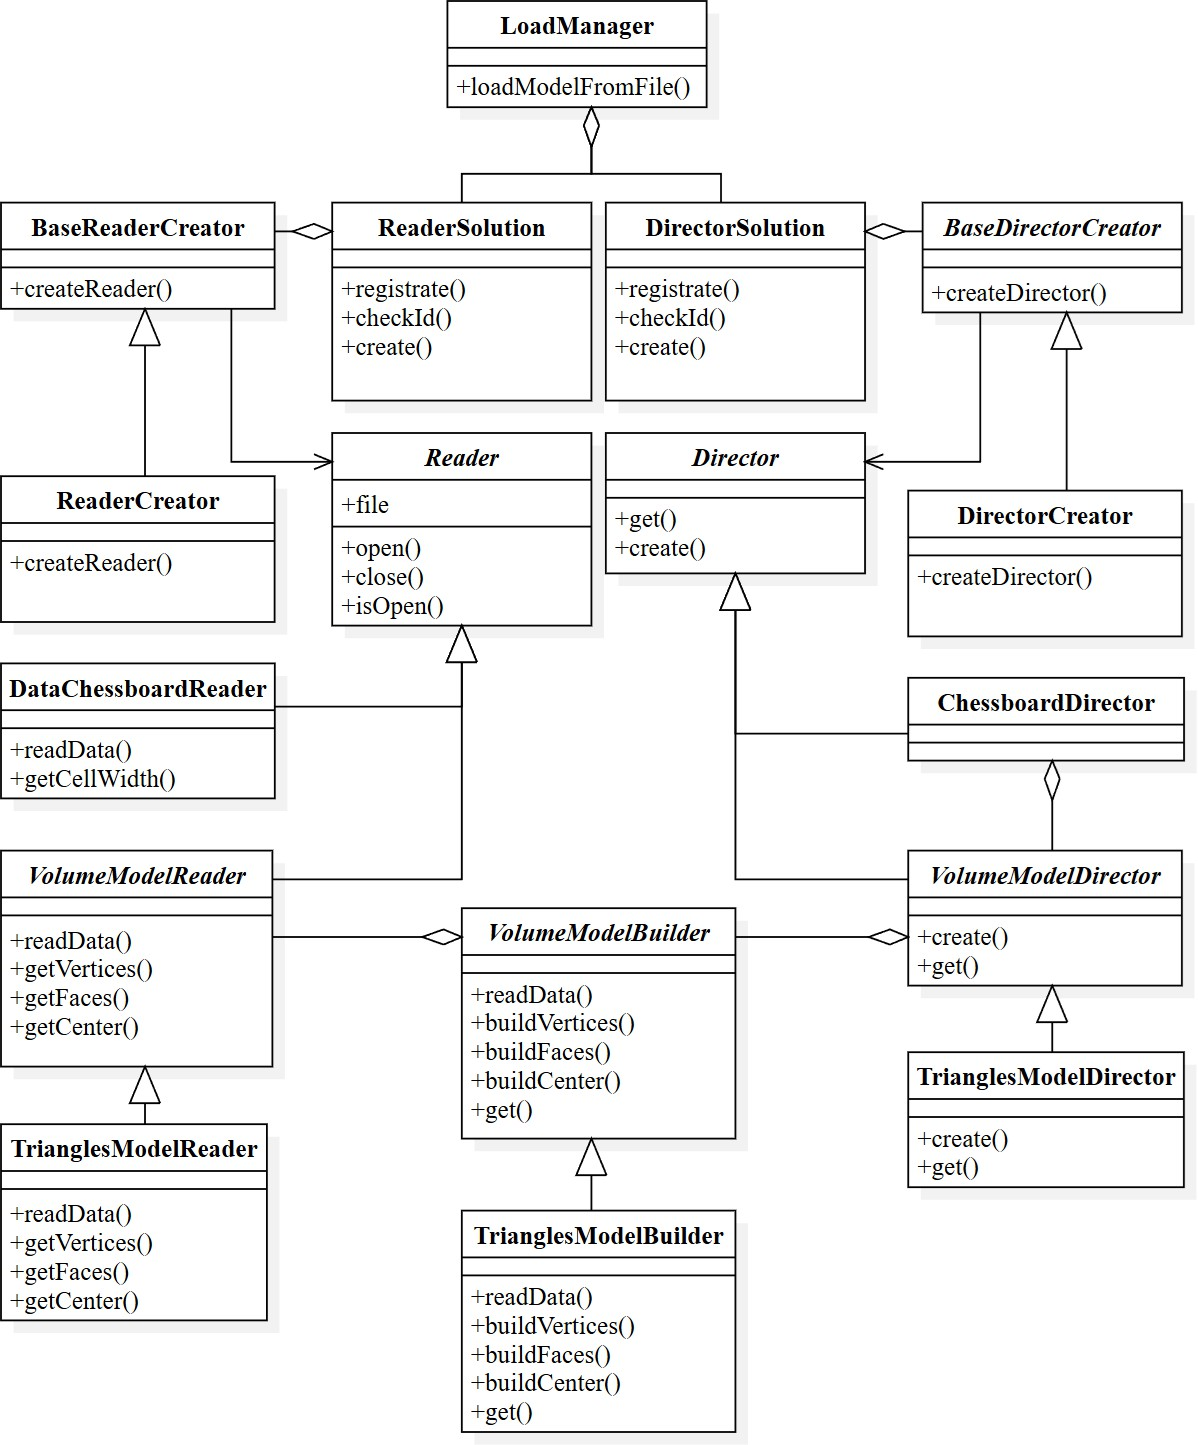 LoadManager
+loadModelFromFile()
BaseReaderCreator
+createReader()
ReaderSolution
+registrate()
+checkId()
+create()
DirectorSolution
+registrate()
+checkId()
+create()
BaseDirectorCreator
+createDirector()
ReaderCreator
+createReader()
Reader
+file
+open()
+close()
+isOpen()
Director
+get()
+create()
DirectorCreator
+createDirector()
DataChessboardReader
+readData()
+getCellWidth()
ChessboardDirector
VolumeModelReader
+readData()
+getVertices()
+getFaces()
+getCenter()
VolumeModelBuilder
+readData()
+buildVertices()
+buildFaces()
+buildCenter()
+get()
VolumeModelDirector
+create()
+get()
TrianglesModelReader
+readData()
+getVertices()
+getFaces()
+getCenter()
TrianglesModelBuilder
+readData()
+buildVertices()
+buildFaces()
+buildCenter()
+get()
TrianglesModelDirector
+create()
+get()